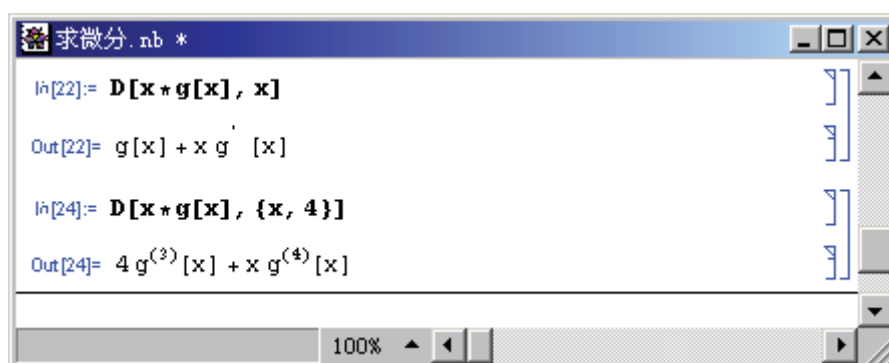 求微分.nb *
In[22]:= D[x*g[x], x]
Out[22]= g[x] + x g′ [x]
In[24]:= D[x*g[x], {x, 4}]
Out[24]= 4 g⁽³⁾[x] + x g⁽⁴⁾[x]
100%